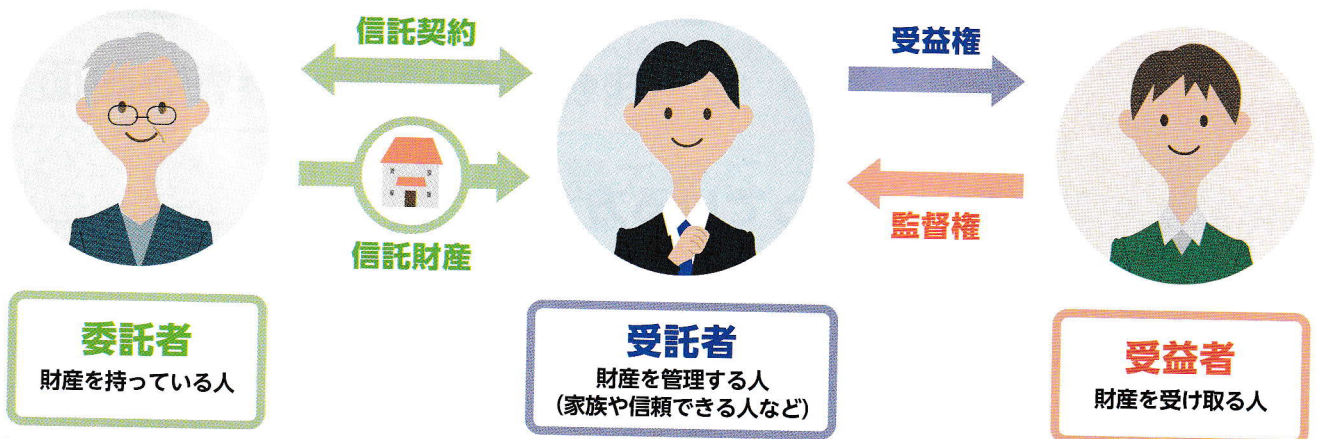 信託契約
信託財産
受益権
監督権
委託者
財産を持っている人
受託者
財産を管理する人
(家族や信頼できる人など)
受益者
財産を受け取る人